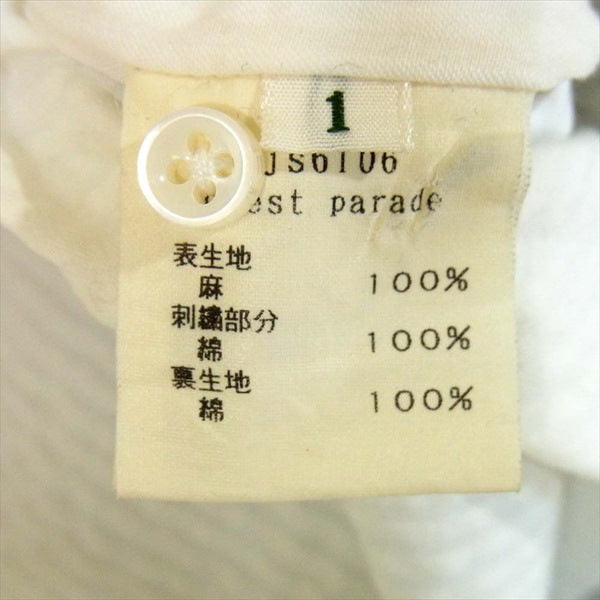 1
js6106
est parade
表生地
麻 100%
刺繍部分
綿 100%
裏生地
綿 100%